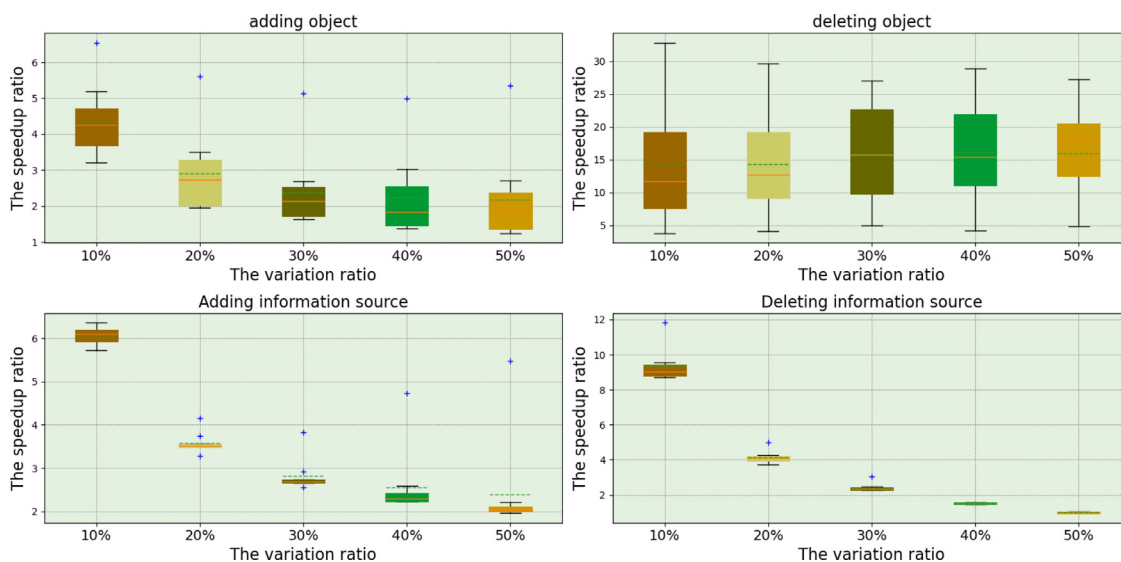 adding object
The speedup ratio
6
5
4
3
2
1
10% 20% 30% 40% 50%
The variation ratio
deleting object
The speedup ratio
30
25
20
15
10
5
10% 20% 30% 40% 50%
The variation ratio
Adding information source
The speedup ratio
6
5
4
3
2
10% 20% 30% 40% 50%
The variation ratio
Deleting information source
The speedup ratio
12
10
8
6
4
2
10% 20% 30% 40% 50%
The variation ratio